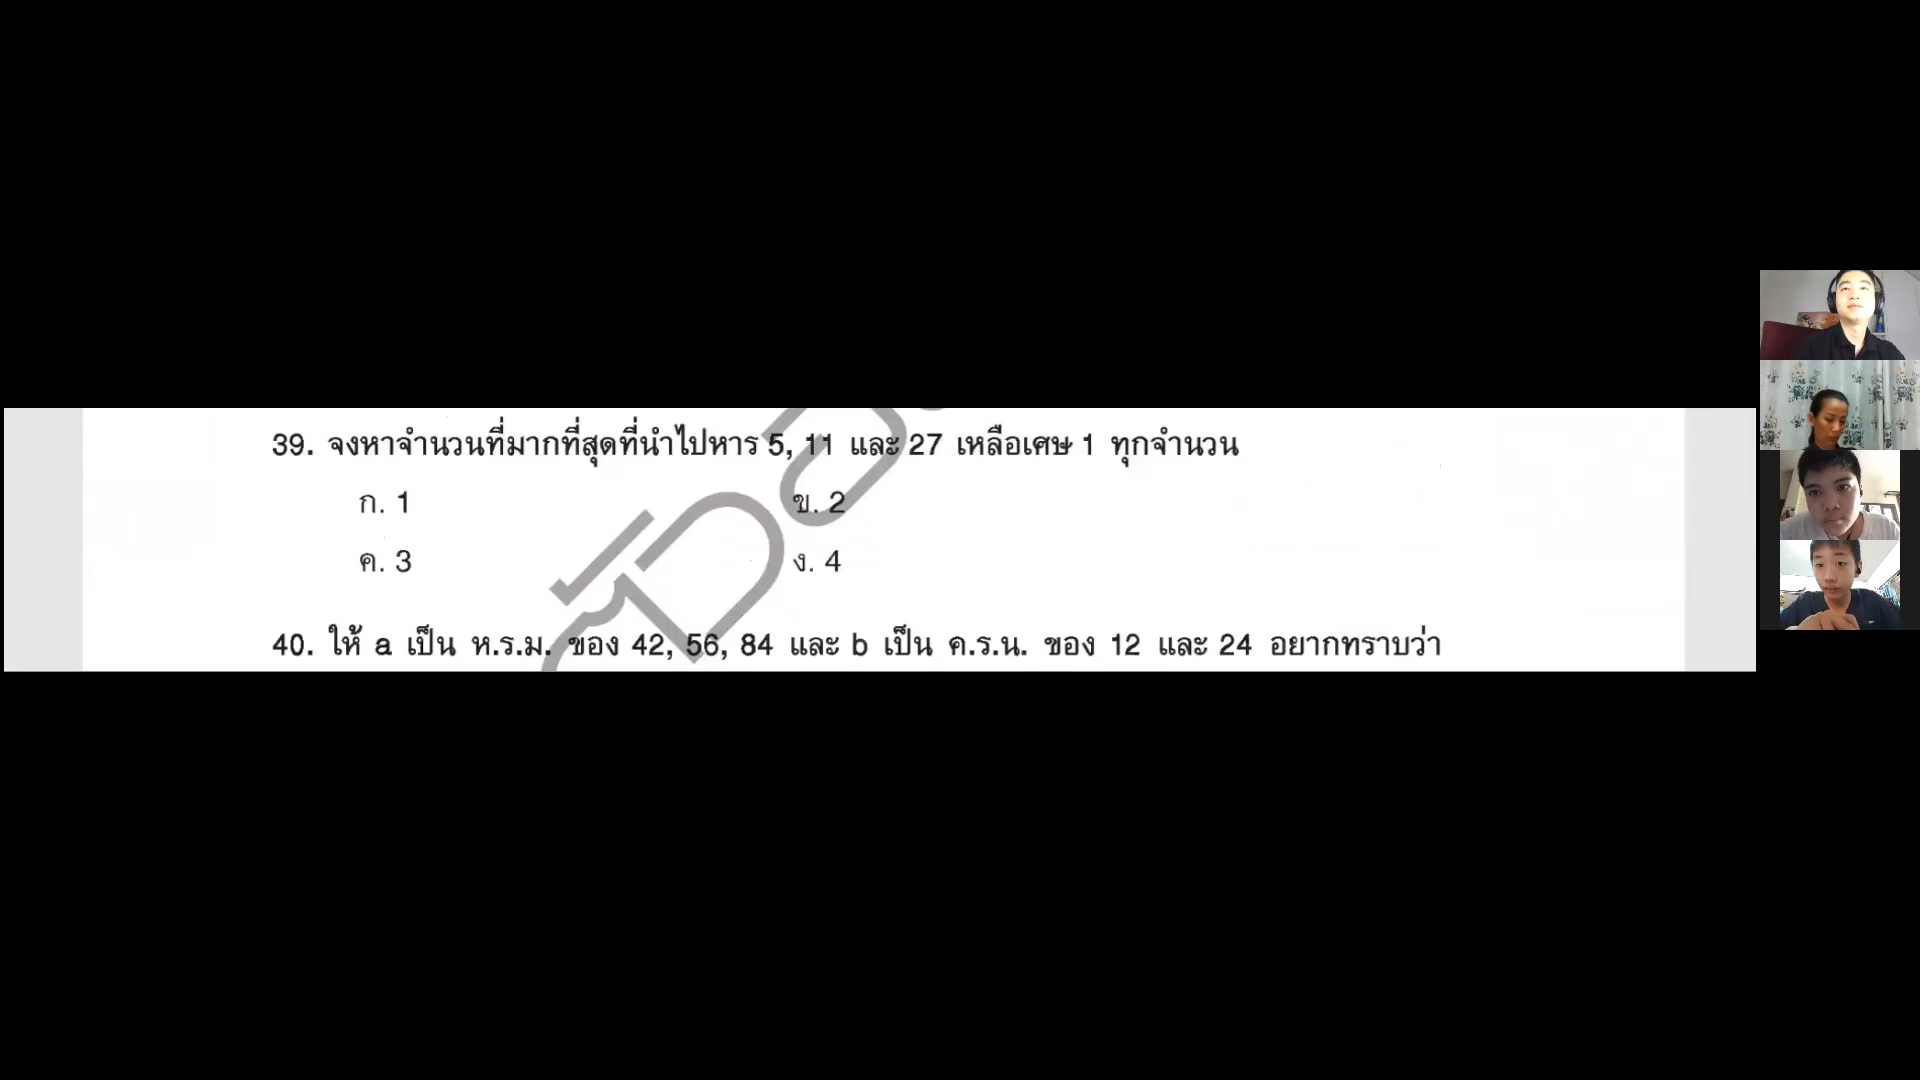 39. จงหาจำนวนที่มากที่สุดที่นำไปหาร 5, 11 และ 27 เหลือเศษ 1 ทุกจำนวน
ก. 1 ข. 2
ค. 3 ง. 4
40. ให้ a เป็น ห.ร.ม. ของ 42, 56, 84 และ b เป็น ค.ร.น. ของ 12 และ 24 อยากทราบว่า